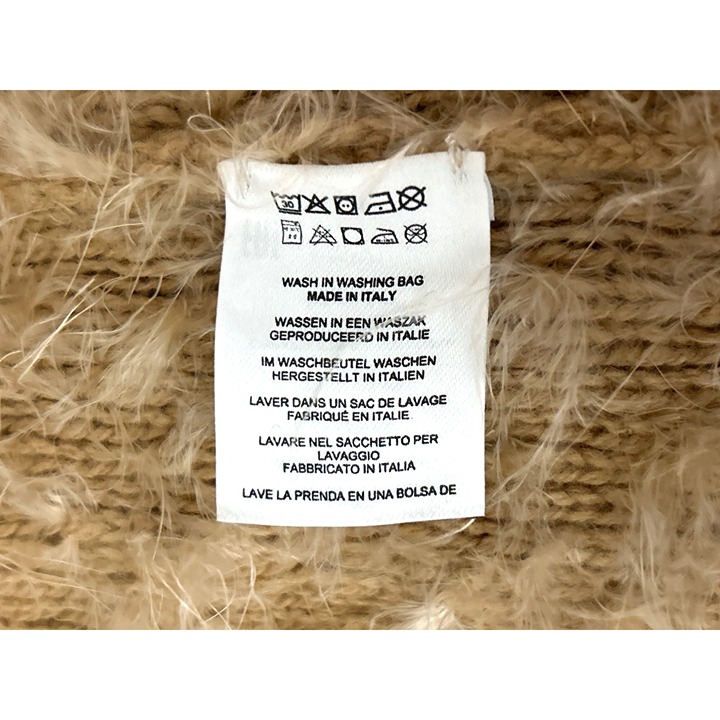 30
WASH IN WASHING BAG
MADE IN ITALY
WASSEN IN EEN WASZAK
GEPRODUCEERD IN ITALIE
IM WASCHBEUTEL WASCHEN
HERGESTELLT IN ITALIEN
LAVER DANS UN SAC DE LAVAGE
FABRIQUÉ EN ITALIE
LAVARE NEL SACCHETTO PER
LAVAGGIO
FABBRICATO IN ITALIA
LAVE LA PRENDA EN UNA BOLSA DE